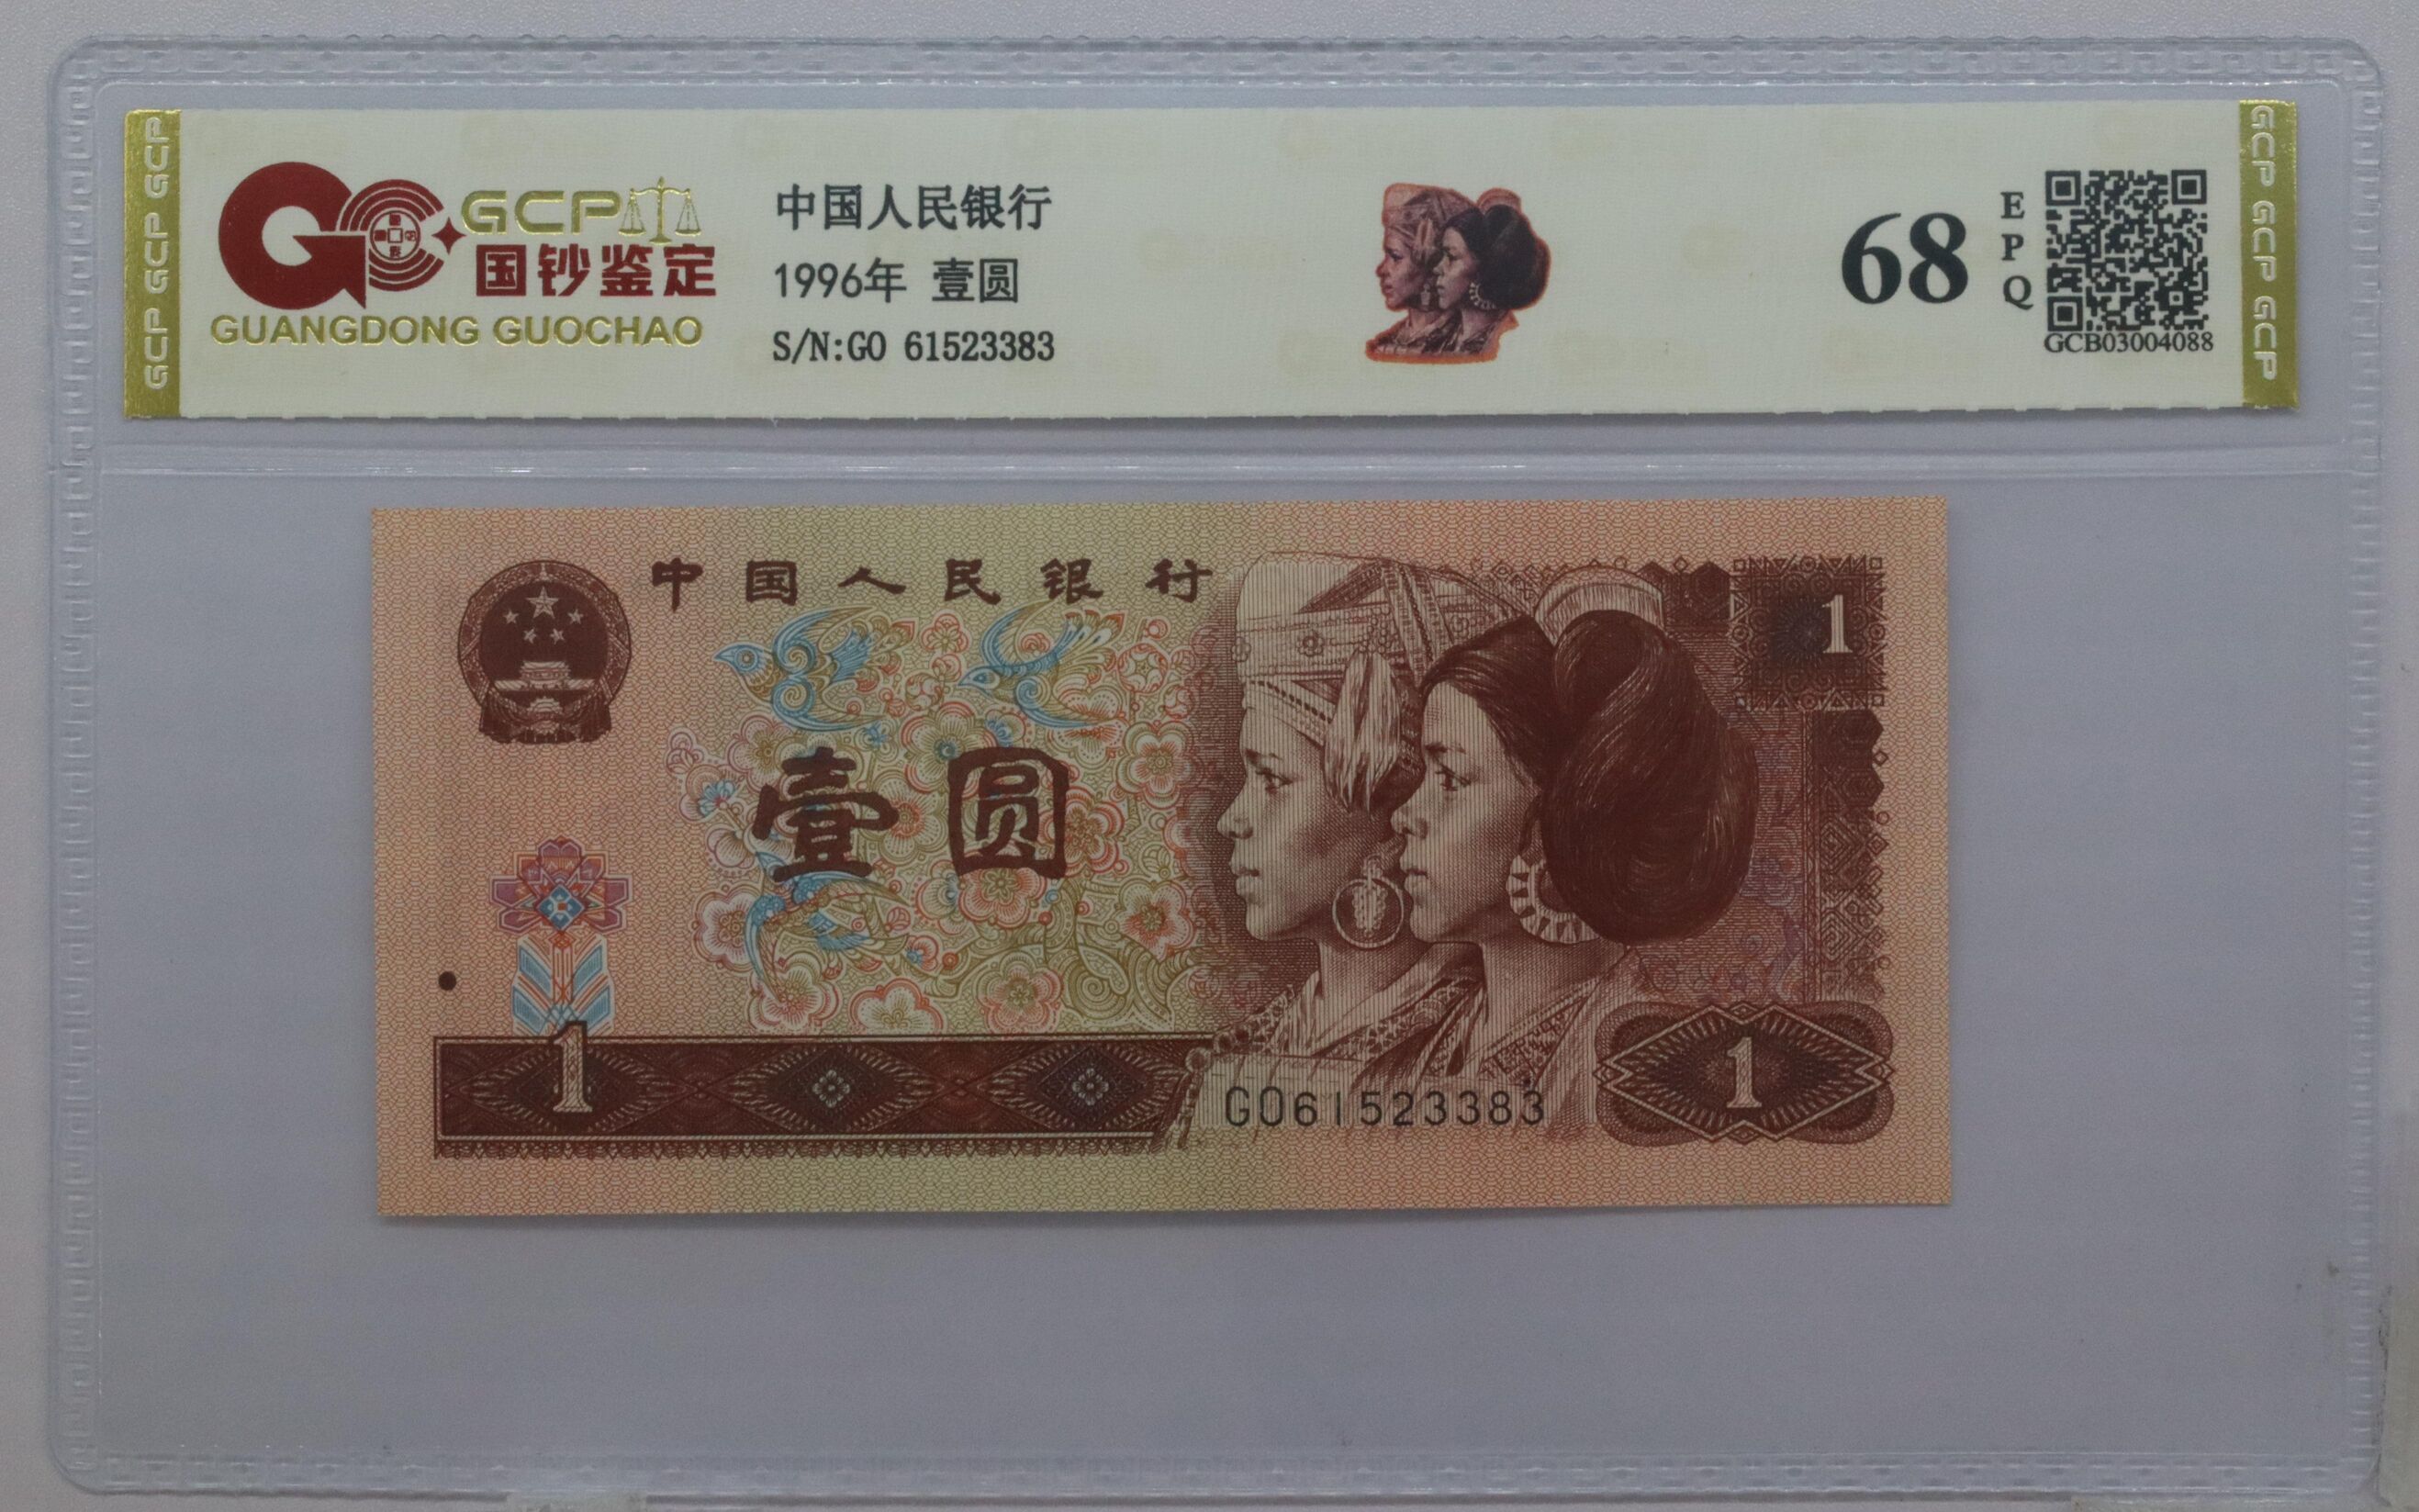 GCP GCP GCP
GCP
国钞鉴定
GUANGDONG GUOCHAO
中国人民银行
1996年 壹圆
S/N:GO 61523383
68
E
P
Q
GCB03004088
GCP GCP GCP
中国人民银行
1
壹圆
1
1
GO61523383